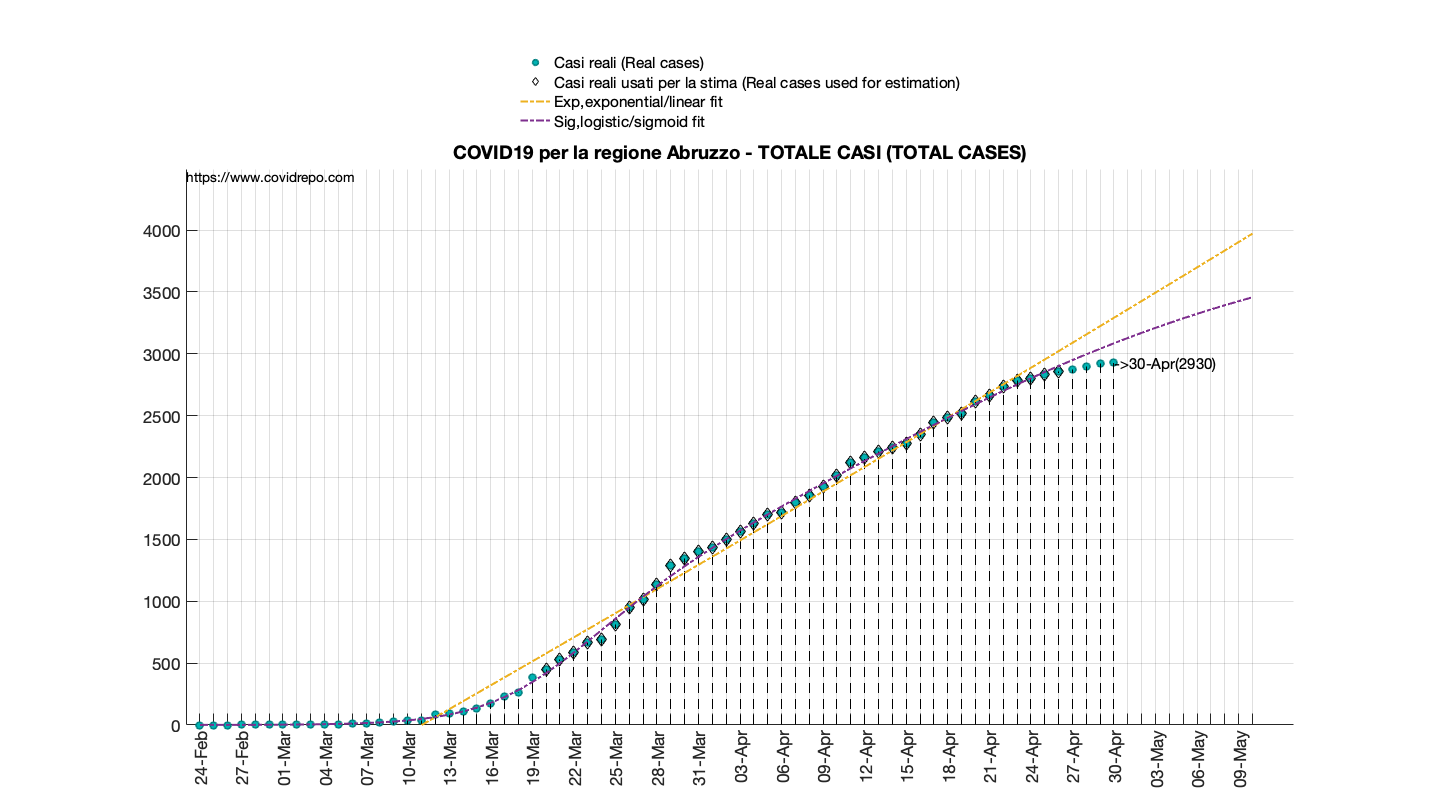 Casi reali (Real cases)
Casi reali usati per la stima (Real cases used for estimation)
Exp,exponential/linear fit
Sig,logistic/sigmoid fit
COVID19 per la regione Abruzzo - TOTALE CASI (TOTAL CASES)
https://www.covidrepo.com
4000
3500
3000
2500
2000
1500
1000
500
0
->30-Apr(2930)
24-Feb
27-Feb
01-Mar
04-Mar
07-Mar
10-Mar
13-Mar
16-Mar
19-Mar
22-Mar
25-Mar
28-Mar
31-Mar
03-Apr
06-Apr
09-Apr
12-Apr
15-Apr
18-Apr
21-Apr
24-Apr
27-Apr
30-Apr
03-May
06-May
09-May